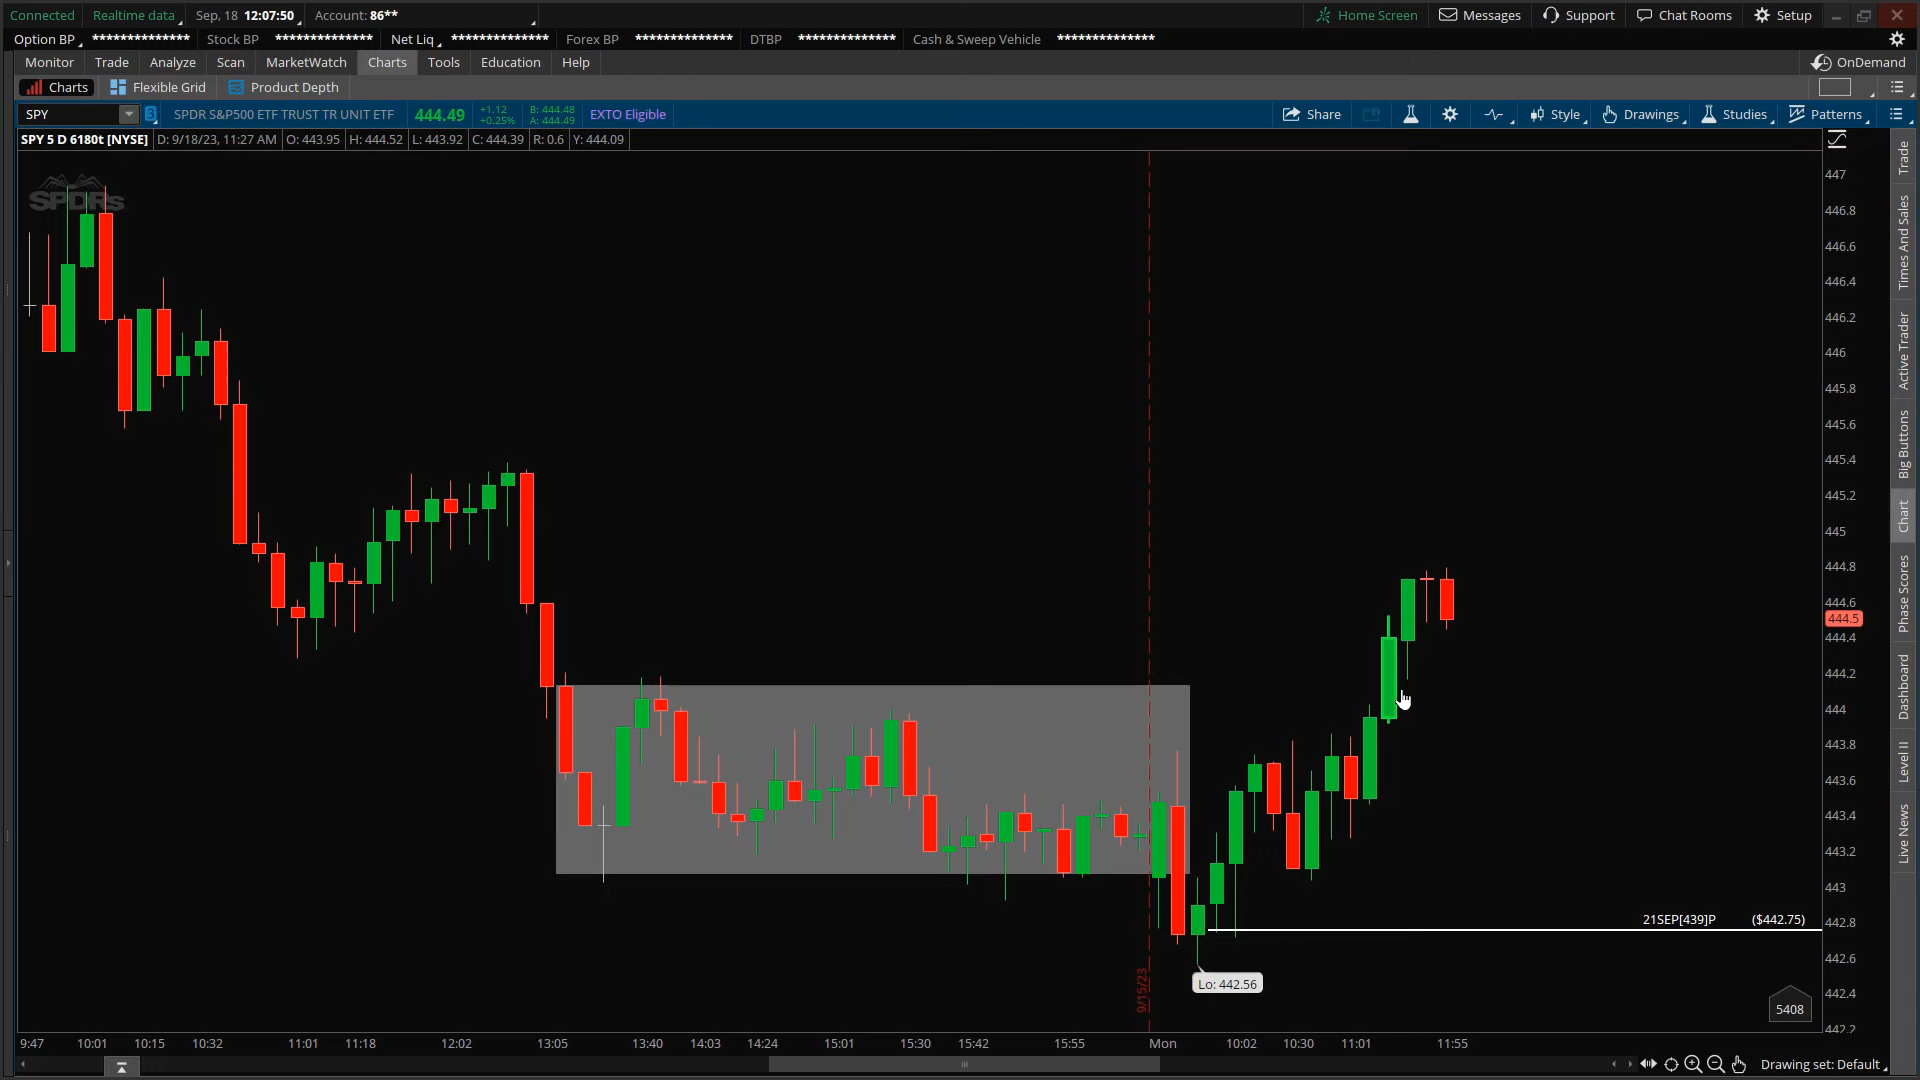 Connected Realtime data Sep, 18 12:07:50 Account: 86** Home Screen Messages Support Chat Rooms Setup
Option BP ************** Stock BP ************** Net Liq ************** Forex BP ************** DTBP ************** Cash & Sweep Vehicle **************
Monitor Trade Analyze Scan MarketWatch Charts Tools Education Help OnDemand
Charts Flexible Grid Product Depth
SPY 3 SPDR S&P500 ETF TRUST TR UNIT ETF 444.49 +1.12 +0.25% B: 444.48 A: 444.49 EXTO Eligible Share Style Drawings Studies Patterns
SPY 5 D 6180t [NYSE] D: 9/18/23, 11:27 AM O: 443.95 H: 444.52 L: 443.92 C: 444.39 R: 0.6 Y: 444.09
SPDRs
447
446.8
446.6
446.4
446.2
446
445.8
445.6
445.4
445.2
445
444.8
444.6
444.5
444.4
444.2
444
443.8
443.6
443.4
443.2
443
442.8
442.6
442.4
442.2
21SEP[439]P ($442.75)
Lo: 442.56
9/15/23
5408
9:47 10:01 10:15 10:32 11:01 11:18 12:02 13:05 13:40 14:03 14:24 15:01 15:30 15:42 15:55 Mon 10:02 10:30 11:01 11:55
Drawing set: Default
Trade
Times And Sales
Active Trader
Big Buttons
Chart
Phase Scores
Dashboard
Level II
Live News